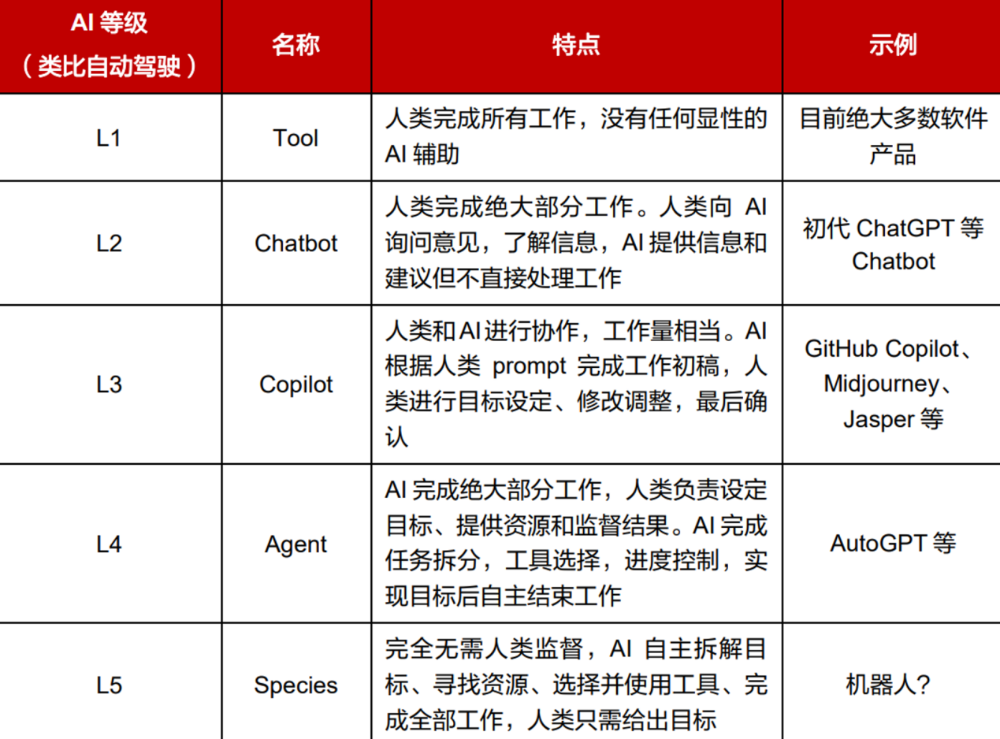 AI 等级
（类比自动驾驶）
名称
特点
示例
L1
Tool
人类完成所有工作，没有任何显性的
AI 辅助
目前绝大多数软件
产品
L2
Chatbot
人类完成绝大部分工作。人类向 AI
询问意见，了解信息，AI 提供信息和
建议但不直接处理工作
初代 ChatGPT 等
Chatbot
L3
Copilot
人类和AI进行协作，工作量相当。AI
根据人类 prompt 完成工作初稿，人
类进行目标设定、修改调整，最后确
认
GitHub Copilot、
Midjourney、
Jasper 等
L4
Agent
AI 完成绝大部分工作，人类负责设定
目标、提供资源和监督结果。AI 完成
任务拆分，工具选择，进度控制，实
现目标后自主结束工作
AutoGPT 等
L5
Species
完全无需人类监督，AI 自主拆解目
标、寻找资源、选择并使用工具、完
成全部工作，人类只需给出目标
机器人?